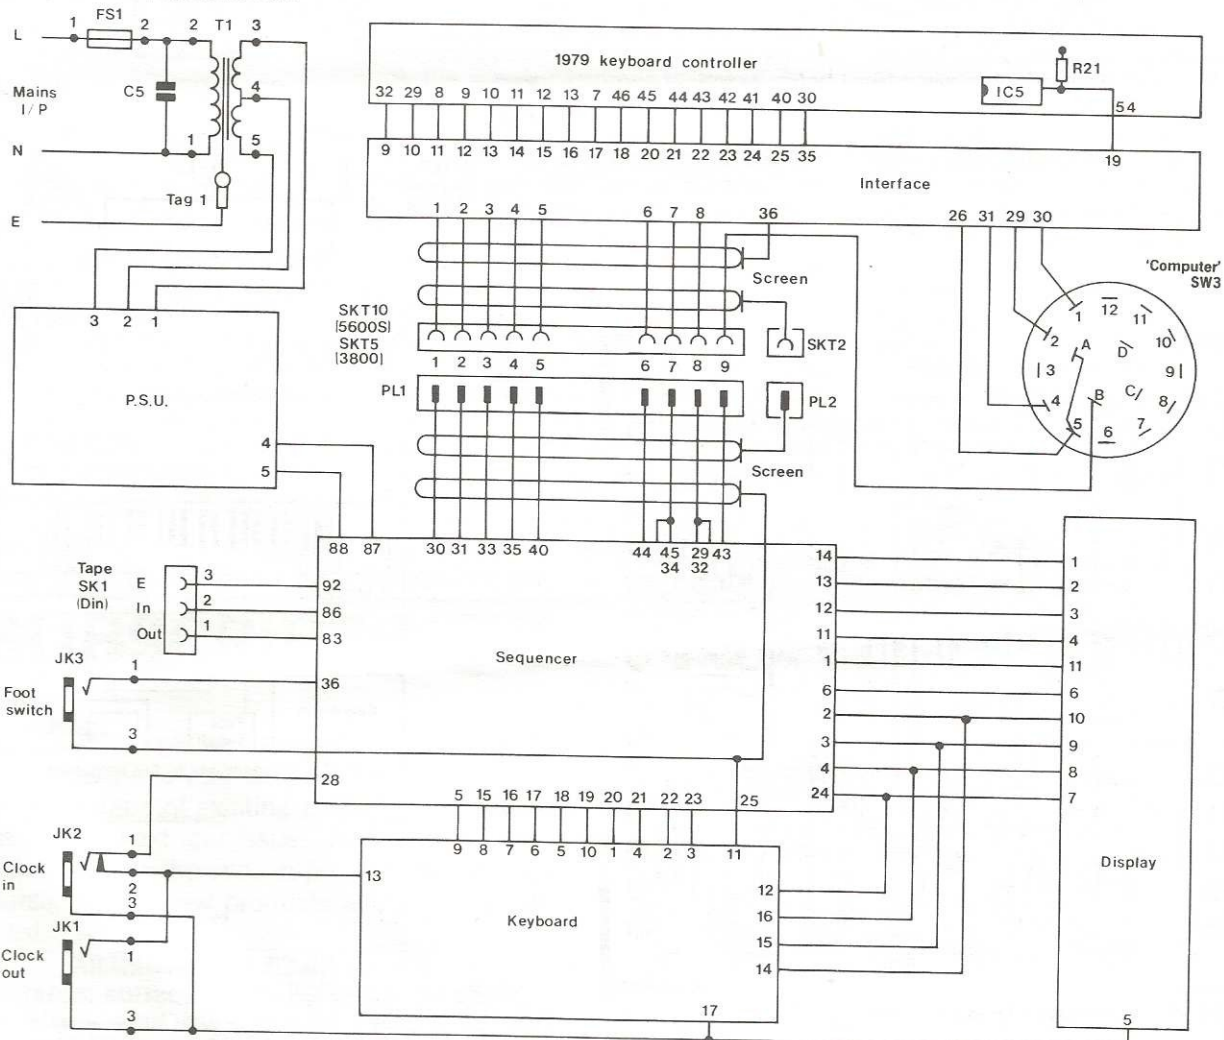 FS1
L 1 2 2 T1 3
Mains
I/P
C5 4
N 1 5
Tag 1
E
1979 keyboard controller
R21
IC5
32 29 8 9 10 11 12 13 7 46 45 44 43 42 41 40 30 54
9 10 11 12 13 14 15 16 17 18 20 21 22 23 24 25 35 19
Interface
1 2 3 4 5 6 7 8 36 26 31 29 30
Screen
'Computer'
SW3
1 12 11
2 A D 10
3 9
4 B C 8
5 6 7
SKT10
(5600S)
SKT5
(3800)
SKT2
1 2 3 4 5 6 7 8 9
PL1
PL2
Screen
3 2 1
P.S.U.
4
5
88 87 30 31 33 35 40 44 45 29 43
34 32
Tape
SK1
(Din)
E 3 92
In 2 86
Out 1 83
JK3
1 36
Foot
switch
3
28
Sequencer
14 1
13 2
12 3
11 4
1 11
6 6
2 10
3 9
4 8
24 7
5 15 16 17 18 19 20 21 22 23 25
9 8 7 6 5 10 1 4 2 3 11
JK2
1
Clock
in
2
3
13
JK1
1
Clock
out
3
Keyboard
12
16
15
14
17
Display
5